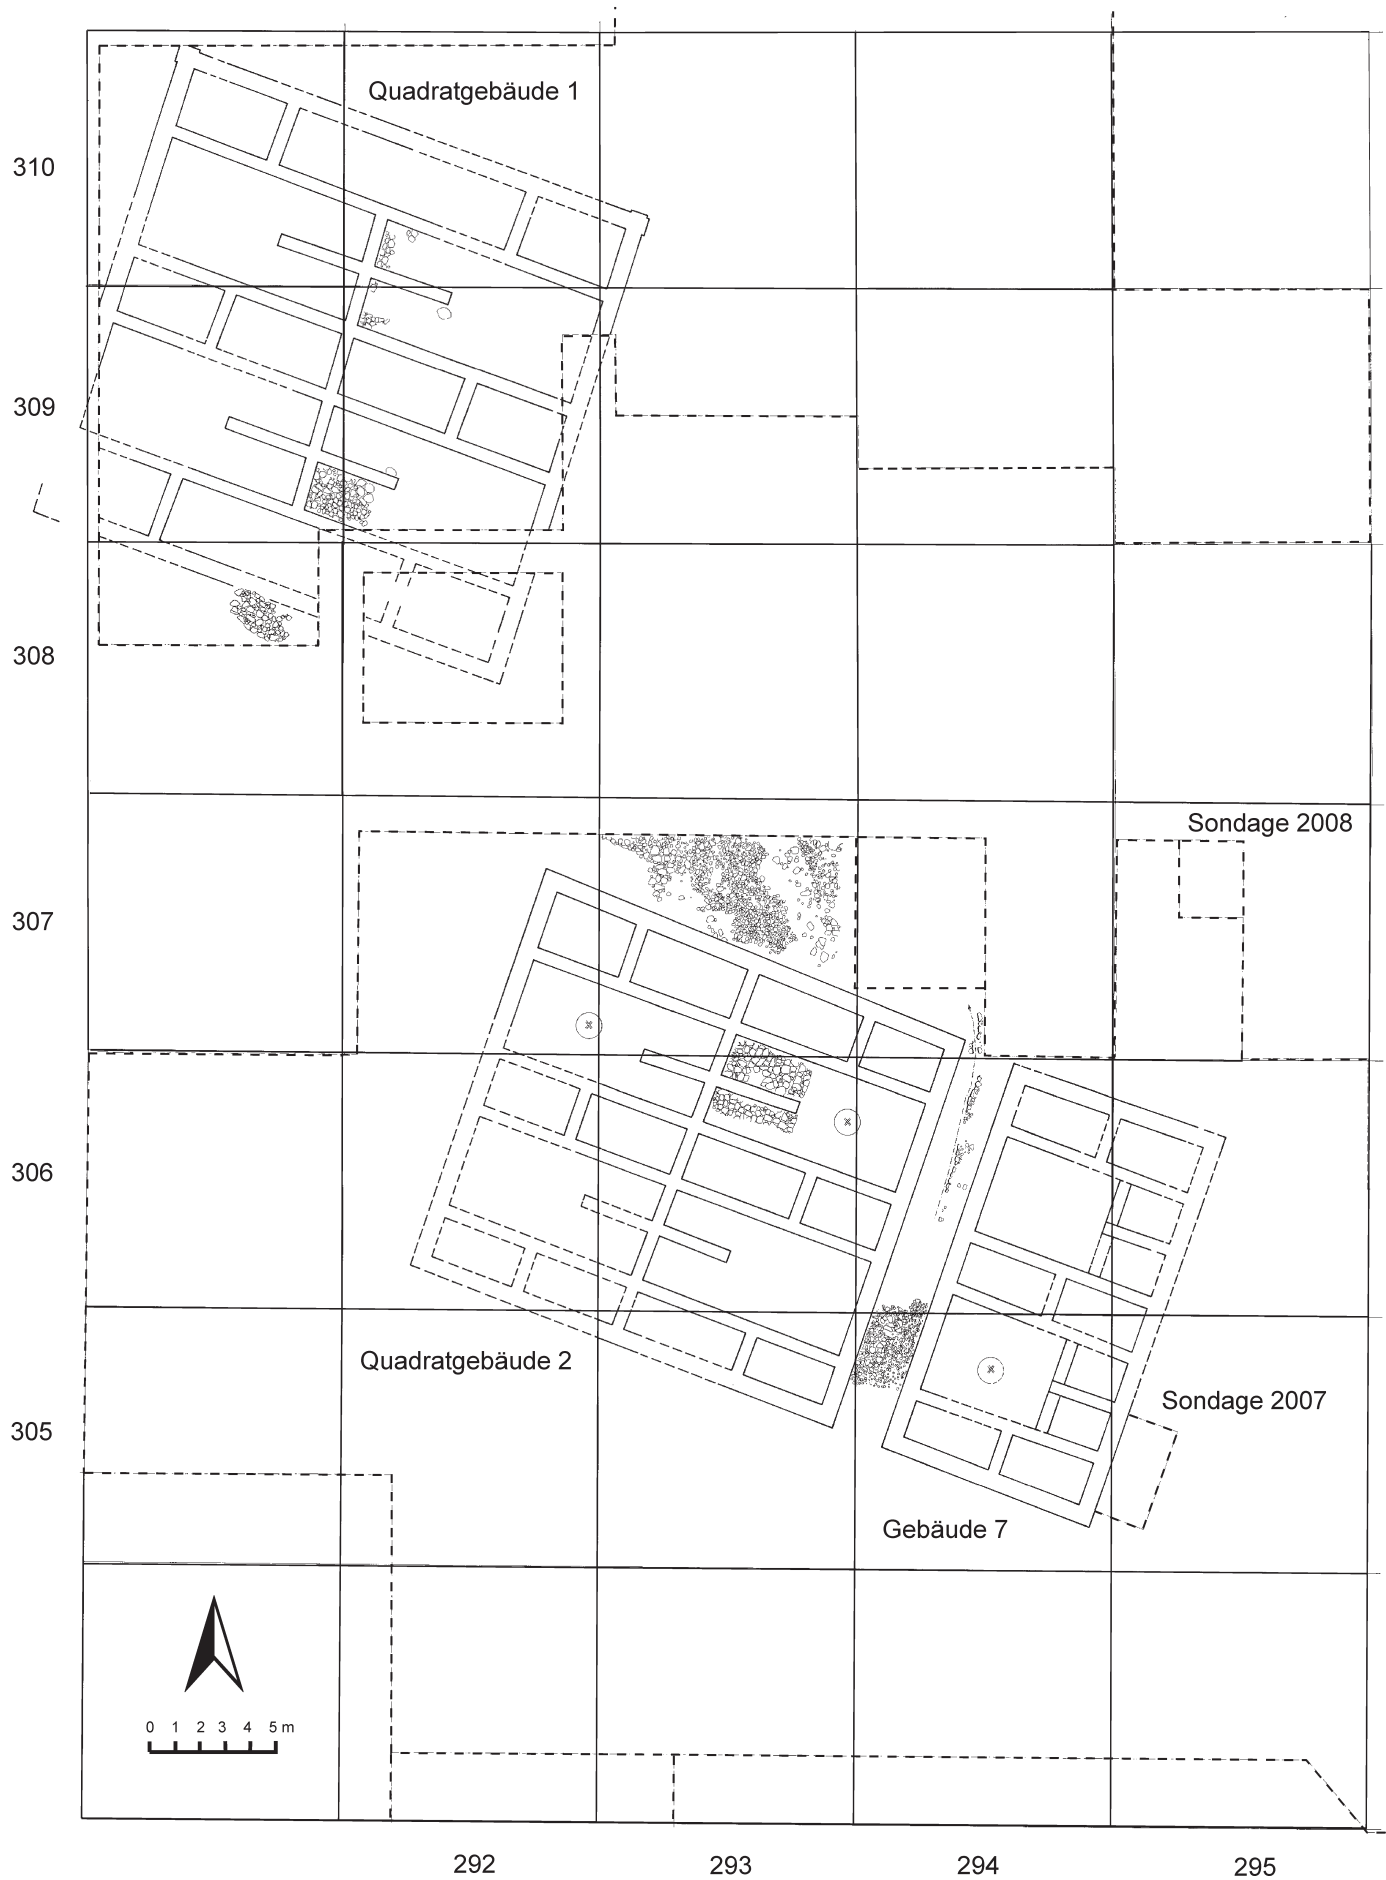 Quadratgebäude 1
310
309
308
Sondage 2008
307
306
Quadratgebäude 2
Sondage 2007
305
Gebäude 7
0 1 2 3 4 5 m
292 293 294 295